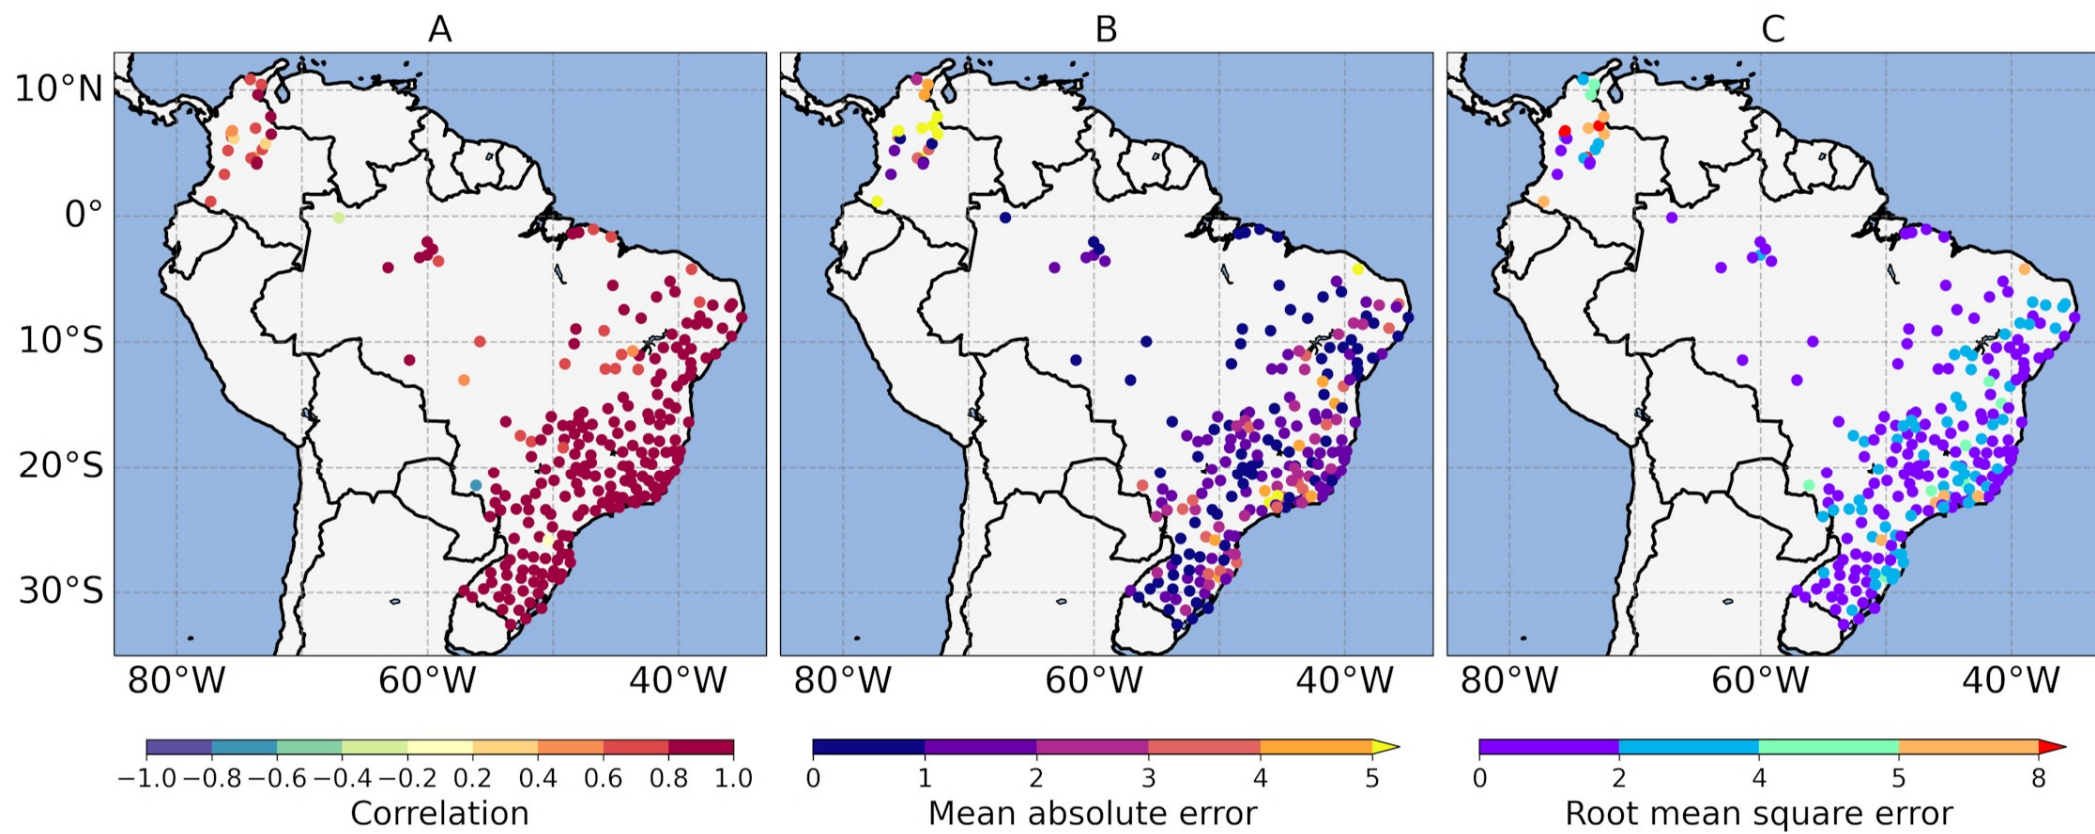 A B C
10°N
0°
10°S
20°S
30°S
80°W 60°W 40°W 80°W 60°W 40°W 80°W 60°W 40°W
−1.0 −0.8 −0.6 −0.4 −0.2 0.2 0.4 0.6 0.8 1.0 0 1 2 3 4 5 0 2 4 5 8
Correlation Mean absolute error Root mean square error